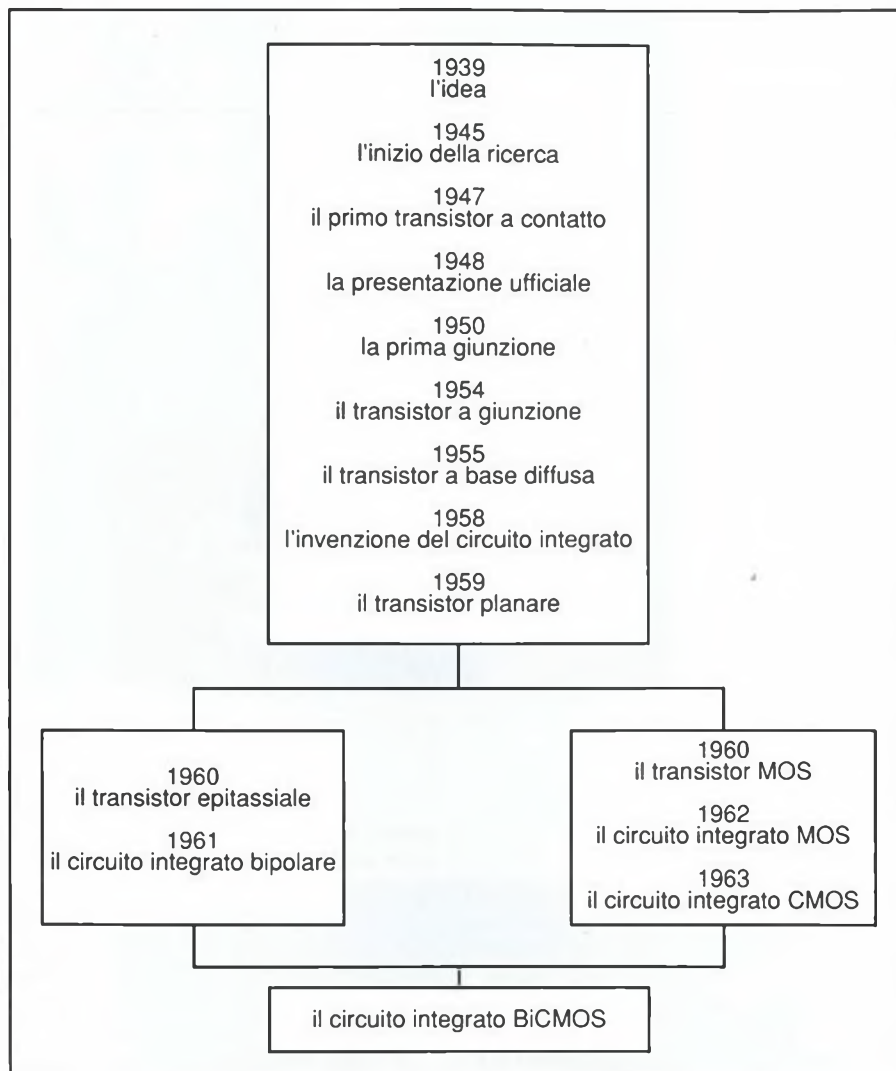 1939
l'idea
1945
l'inizio della ricerca
1947
il primo transistor a contatto
1948
la presentazione ufficiale
1950
la prima giunzione
1954
il transistor a giunzione
1955
il transistor a base diffusa
1958
l'invenzione del circuito integrato
1959
il transistor planare
1960
il transistor epitassiale
1961
il circuito integrato bipolare
1960
il transistor MOS
1962
il circuito integrato MOS
1963
il circuito integrato CMOS
il circuito integrato BiCMOS